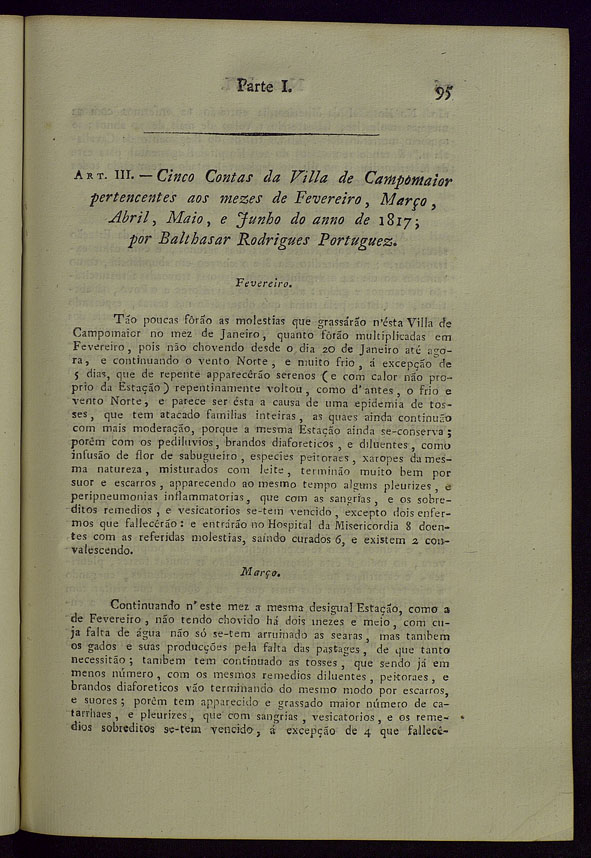 Parte I.
95
ART. III. — Cinco Contas da Villa de Campomaior
pertencentes aos mezes de Fevereiro, Março,
Abril, Maio, e Junho do anno de 1817;
por Balthasar Rodrigues Portuguez.
Fevereiro.
Tão poucas fôrão as molestias que grassárão n'ésta Villa de
Campomaior no mez de Janeiro, quanto fôrão multiplicadas em
Fevereiro, pois não chovendo desde o dia 20 de Janeiro até ago-
ra, e continuando o vento Norte, e muito frio, á excepção de
5 dias, que de repente apparecêrão serenos (e com calor não pro-
prio da Estação) repentinamente voltou, como d'antes, o frio e
vento Norte, e parece ser ésta a causa de uma epidemia de tos-
ses, que tem atacado familias inteiras, as quaes ainda continuão
com mais moderação, porque a mesma Estação ainda se-conserva;
porêm com os pediluvios, brandos diaforeticos, e diluentes, como
infusão de flor de sabugueiro, especies peitoraes, xaropes da mes-
ma natureza, misturados com leite, terminão muito bem por
suor e escarros, apparecendo ao mesmo tempo alguns pleurizes, e
peripneumonias inflammatorias, que com as sangrias, e os sobre-
ditos remedios, e vesicatorios se-tem vencido, excepto dois enfer-
mos que fallecêrão: e entrárão no Hospital da Misericordia 8 doen-
tes com as referidas molestias, saíndo curados 6, e existem 2 con-
valescendo.
Março.
Continuando n'este mez a mesma desigual Estação, como a
de Fevereiro, não tendo chovido há dois mezes e meio, com cu-
ja falta de água não só se-tem arruinado as searas, mas tambem
os gados e suas producções pela falta das pastages, de que tanto
necessitão; tambem tem continuado as tosses, que sendo já em
menos número, com os mesmos remedios diluentes, peitoraes, e
brandos diaforeticos vão terminando do mesmo modo por escarros,
e suores; porêm tem apparecido e grassado maior número de ca-
tarrhaes, e pleurizes, que com sangrias, vesicatorios, e os reme-
dios sobreditos se-tem vencido, á excepção de 4 que fallecê-